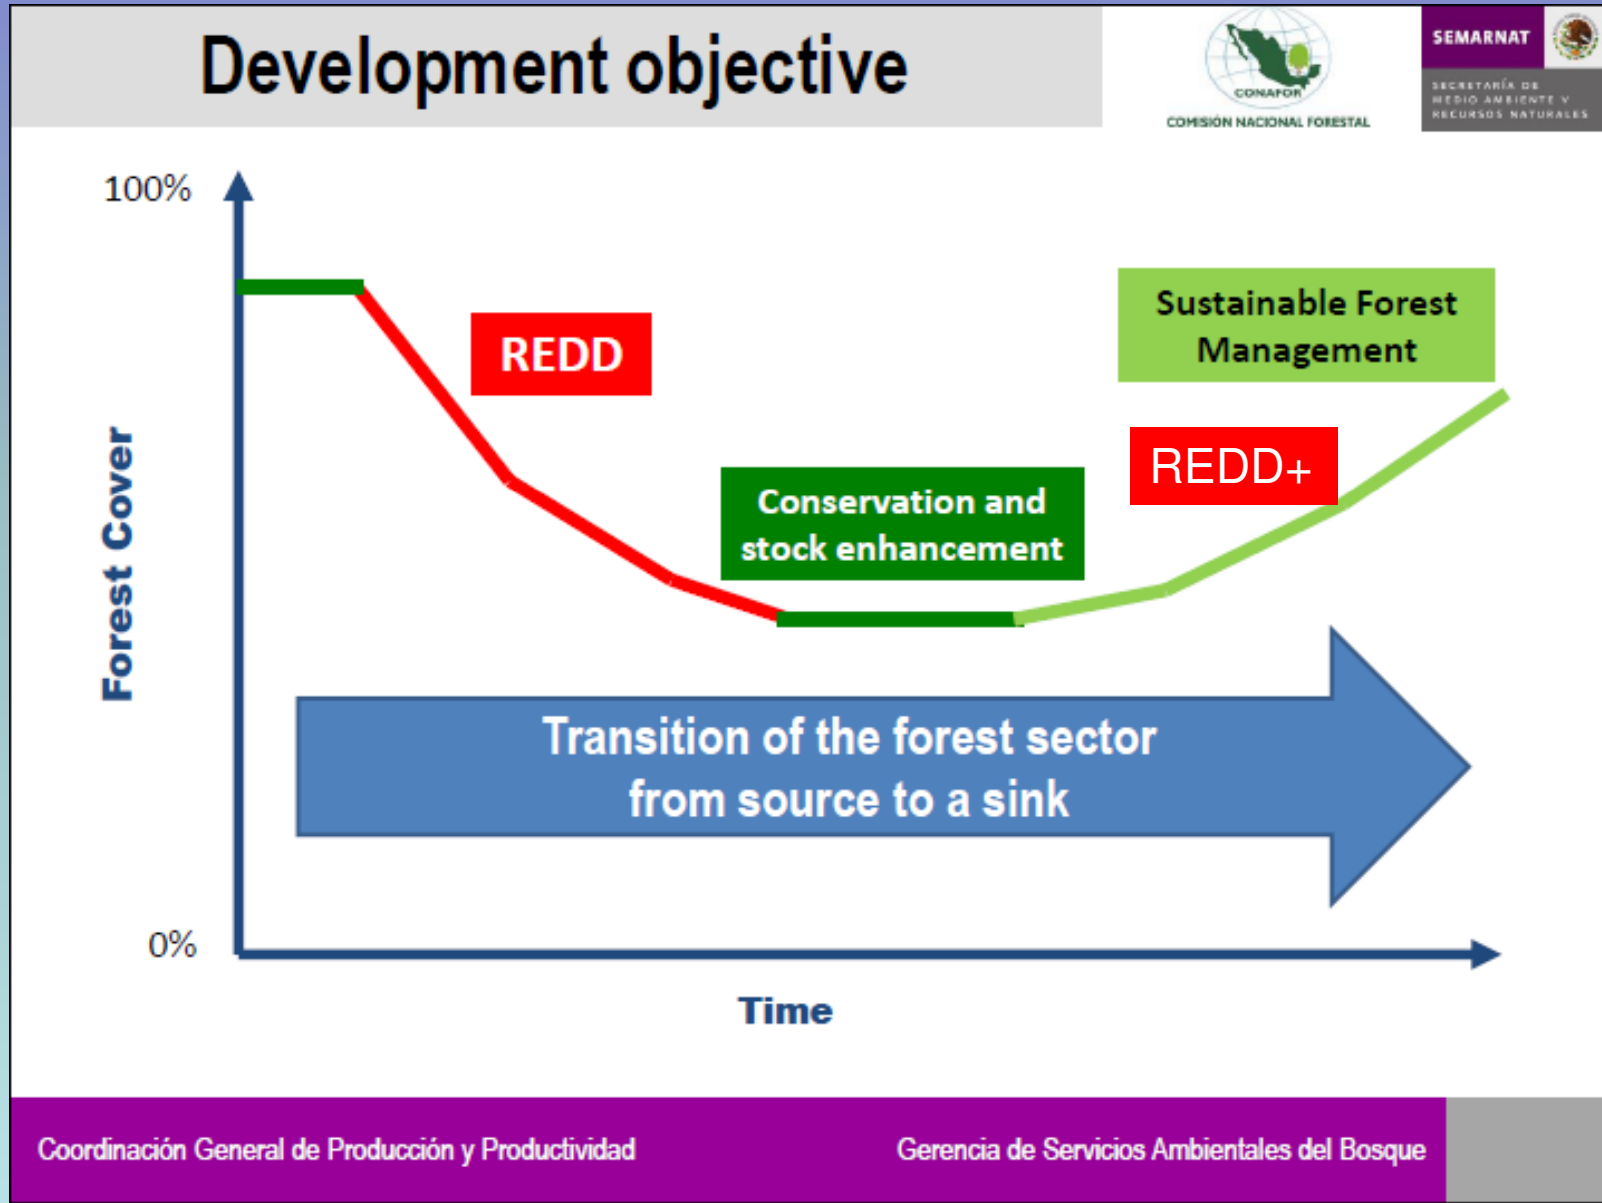 Development objective
CONAFOR
COMISIÓN NACIONAL FORESTAL
SEMARNAT
SECRETARÍA DE
MEDIO AMBIENTE Y
RECURSOS NATURALES
100%
REDD
Sustainable Forest
Management
REDD+
Conservation and
stock enhancement
Forest Cover
Transition of the forest sector
from source to a sink
0%
Time
Coordinación General de Producción y Productividad
Gerencia de Servicios Ambientales del Bosque